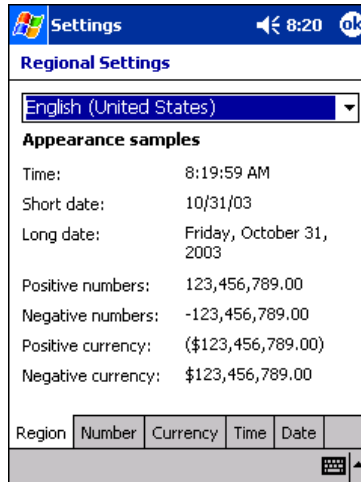 Settings 8:20 ok
Regional Settings
English (United States)
Appearance samples
Time: 8:19:59 AM
Short date: 10/31/03
Long date: Friday, October 31,
2003
Positive numbers: 123,456,789.00
Negative numbers: -123,456,789.00
Positive currency: ($123,456,789.00)
Negative currency: $123,456,789.00
Region Number Currency Time Date